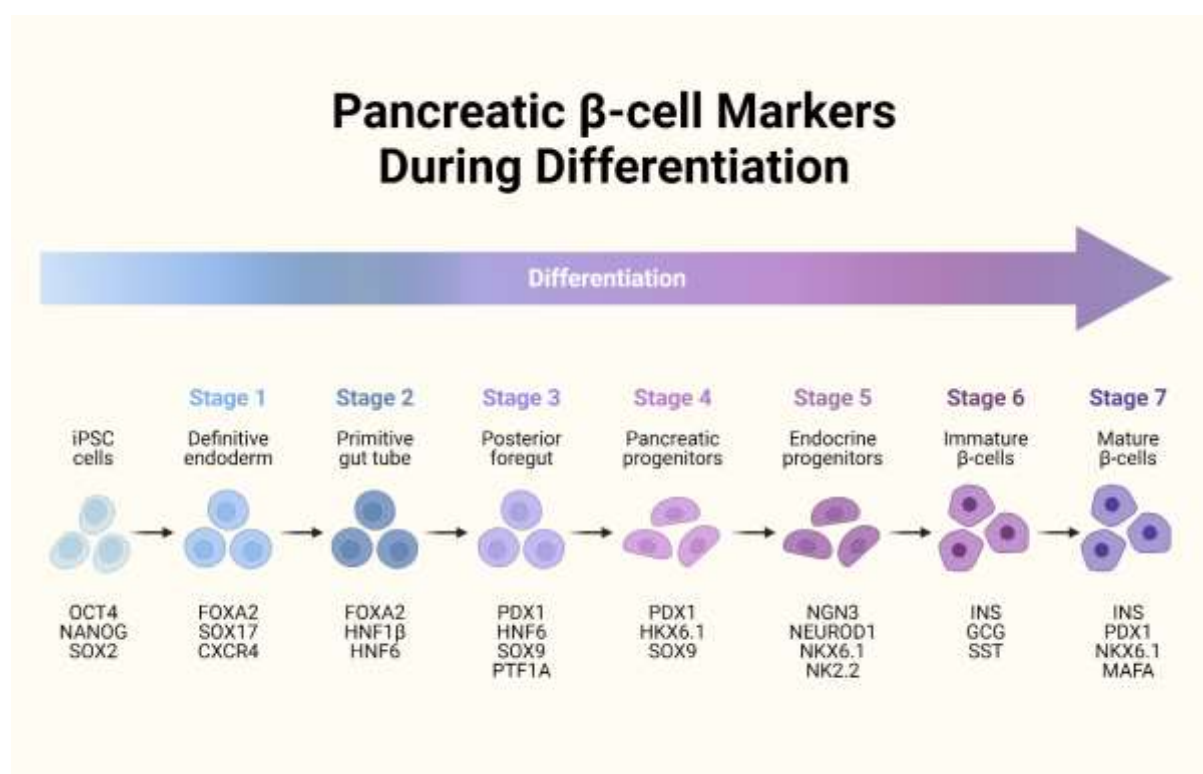 Pancreatic β-cell Markers
During Differentiation
Differentiation
Stage 1
Stage 2
Stage 3
Stage 4
Stage 5
Stage 6
Stage 7
iPSC
cells
Definitive
endoderm
Primitive
gut tube
Posterior
foregut
Pancreatic
progenitors
Endocrine
progenitors
Immature
β-cells
Mature
β-cells
OCT4
NANOG
SOX2
FOXA2
SOX17
CXCR4
FOXA2
HNF1β
HNF6
PDX1
HNF6
SOX9
PTF1A
PDX1
HKX6.1
SOX9
NGN3
NEUROD1
NKX6.1
NK2.2
INS
GCG
SST
INS
PDX1
NKX6.1
MAFA